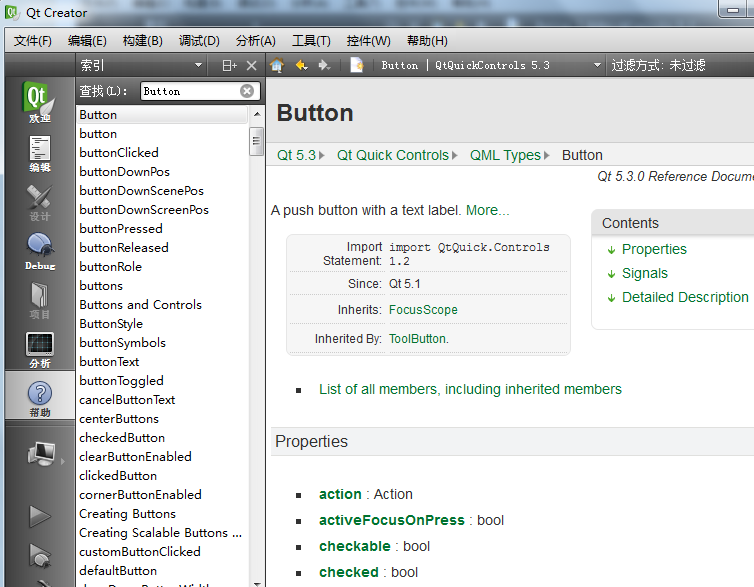 Qt Creator
文件(F) 编辑(E) 构建(B) 调试(D) 分析(A) 工具(T) 控件(W) 帮助(H)
索引
Button | QtQuickControls 5.3
过滤方式: 未过滤
Qt
欢迎
编辑
设计
Debug
项目
分析
帮助
查找(L): Button
Button
button
buttonClicked
buttonDownPos
buttonDownScenePos
buttonDownScreenPos
buttonPressed
buttonReleased
buttonRole
buttons
Buttons and Controls
ButtonStyle
buttonSymbols
buttonText
buttonToggled
cancelButtonText
centerButtons
checkedButton
clearButtonEnabled
clickedButton
cornerButtonEnabled
Creating Buttons
Creating Scalable Buttons ...
customButtonClicked
defaultButton
Button
Qt 5.3 Qt Quick Controls QML Types Button
Qt 5.3.0 Reference Docume
A push button with a text label. More...
Import Statement: import QtQuick.Controls 1.2
Since: Qt 5.1
Inherits: FocusScope
Inherited By: ToolButton.
Contents
Properties
Signals
Detailed Description
List of all members, including inherited members
Properties
action : Action
activeFocusOnPress : bool
checkable : bool
checked : bool